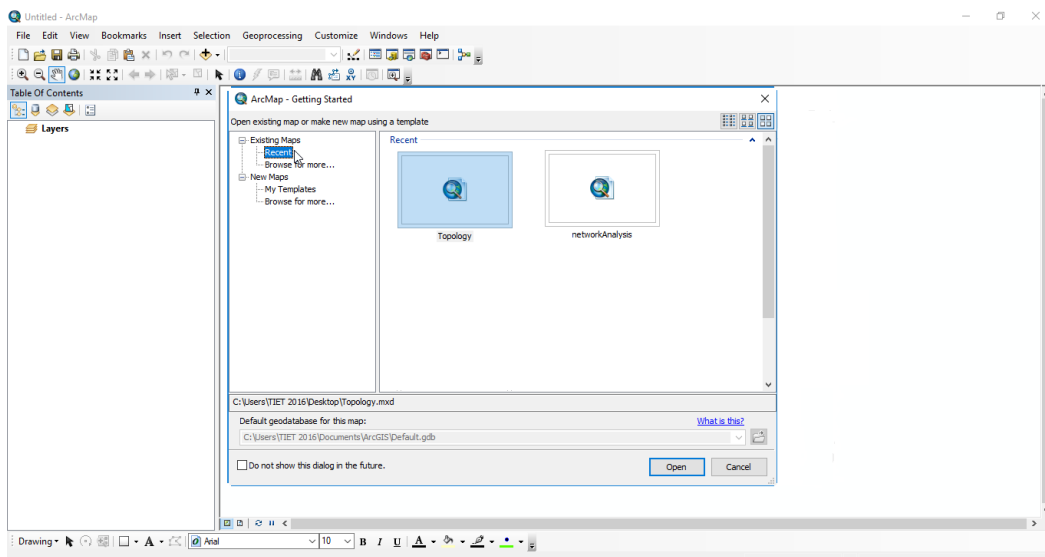 Untitled - ArcMap
File Edit View Bookmarks Insert Selection Geoprocessing Customize Windows Help
Table Of Contents
Layers
ArcMap - Getting Started
Open existing map or make new map using a template
Existing Maps
Recent
Browse for more...
New Maps
My Templates
Browse for more...
Recent
Topology
networkAnalysis
C:\Users\TIET 2016\Desktop\Topology.mxd
Default geodatabase for this map:
What is this?
C:\Users\TIET 2016\Documents\ArcGIS\Default.gdb
Do not show this dialog in the future.
Open Cancel
Drawing A Arial 10 B I U A